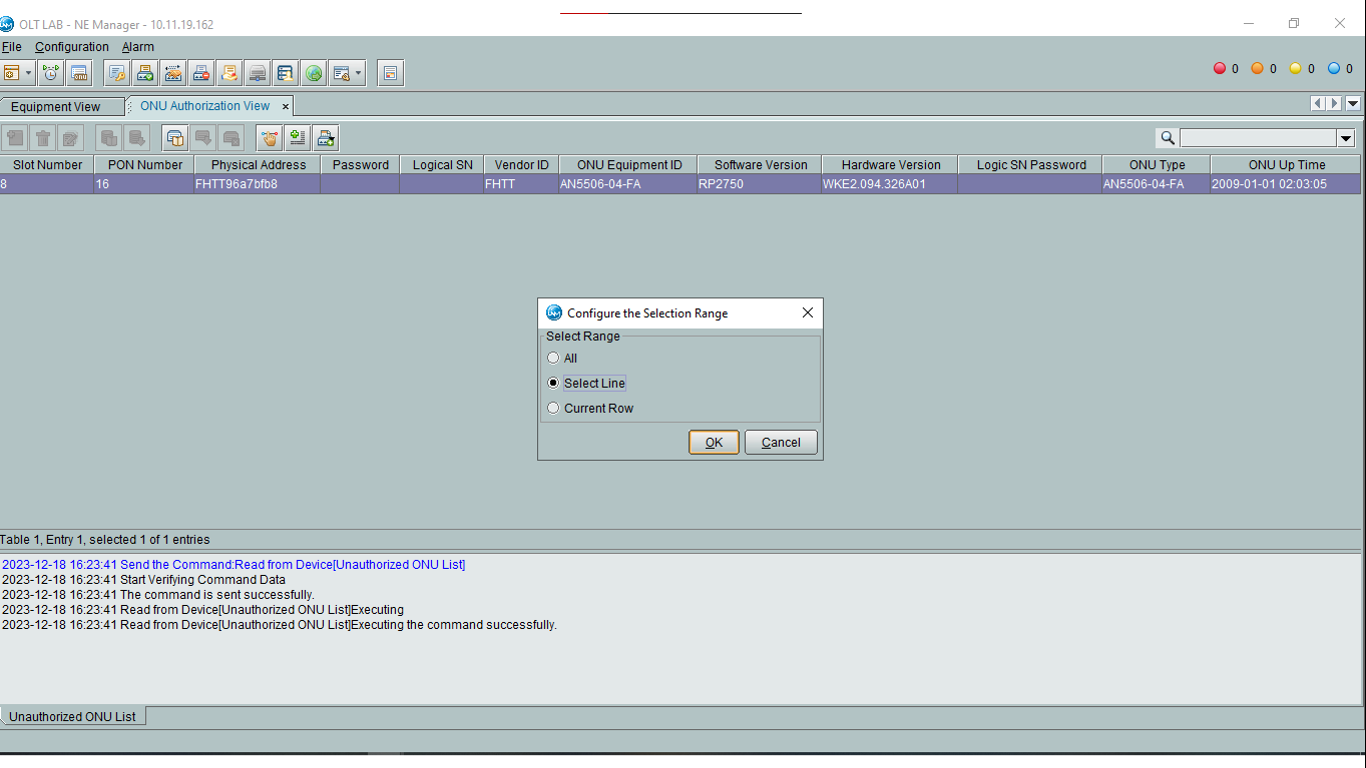 OLT LAB - NE Manager - 10.11.19.162
File Configuration Alarm
0 0 0 0
Equipment View ONU Authorization View
Slot Number PON Number Physical Address Password Logical SN Vendor ID ONU Equipment ID Software Version Hardware Version Logic SN Password ONU Type ONU Up Time
8 16 FHTT96a7bfb8 FHTT AN5506-04-FA RP2750 WKE2.094.326A01 AN5506-04-FA 2009-01-01 02:03:05
Configure the Selection Range
Select Range
All
Select Line
Current Row
OK Cancel
Table 1, Entry 1, selected 1 of 1 entries
2023-12-18 16:23:41 Send the Command:Read from Device[Unauthorized ONU List]
2023-12-18 16:23:41 Start Verifying Command Data
2023-12-18 16:23:41 The command is sent successfully.
2023-12-18 16:23:41 Read from Device[Unauthorized ONU List]Executing
2023-12-18 16:23:41 Read from Device[Unauthorized ONU List]Executing the command successfully.
Unauthorized ONU List